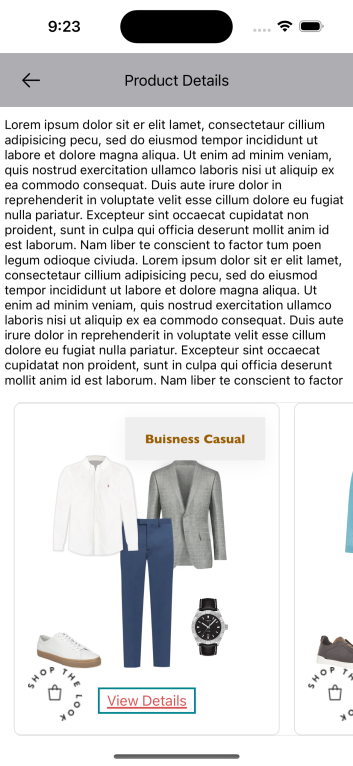 9:23
Product Details
Lorem ipsum dolor sit er elit lamet, consectetaur cillium
adipisicing pecu, sed do eiusmod tempor incididunt ut
labore et dolore magna aliqua. Ut enim ad minim veniam,
quis nostrud exercitation ullamco laboris nisi ut aliquip ex
ea commodo consequat. Duis aute irure dolor in
reprehenderit in voluptate velit esse cillum dolore eu fugiat
nulla pariatur. Excepteur sint occaecat cupidatat non
proident, sunt in culpa qui officia deserunt mollit anim id
est laborum. Nam liber te conscient to factor tum poen
legum odioque civiuda. Lorem ipsum dolor sit er elit lamet,
consectetaur cillium adipisicing pecu, sed do eiusmod
tempor incididunt ut labore et dolore magna aliqua. Ut
enim ad minim veniam, quis nostrud exercitation ullamco
laboris nisi ut aliquip ex ea commodo consequat. Duis aute
irure dolor in reprehenderit in voluptate velit esse cillum
dolore eu fugiat nulla pariatur. Excepteur sint occaecat
cupidatat non proident, sunt in culpa qui officia deserunt
mollit anim id est laborum. Nam liber te conscient to factor
Buisness Casual
SHOP THE LOOK
View Details
SHOP T